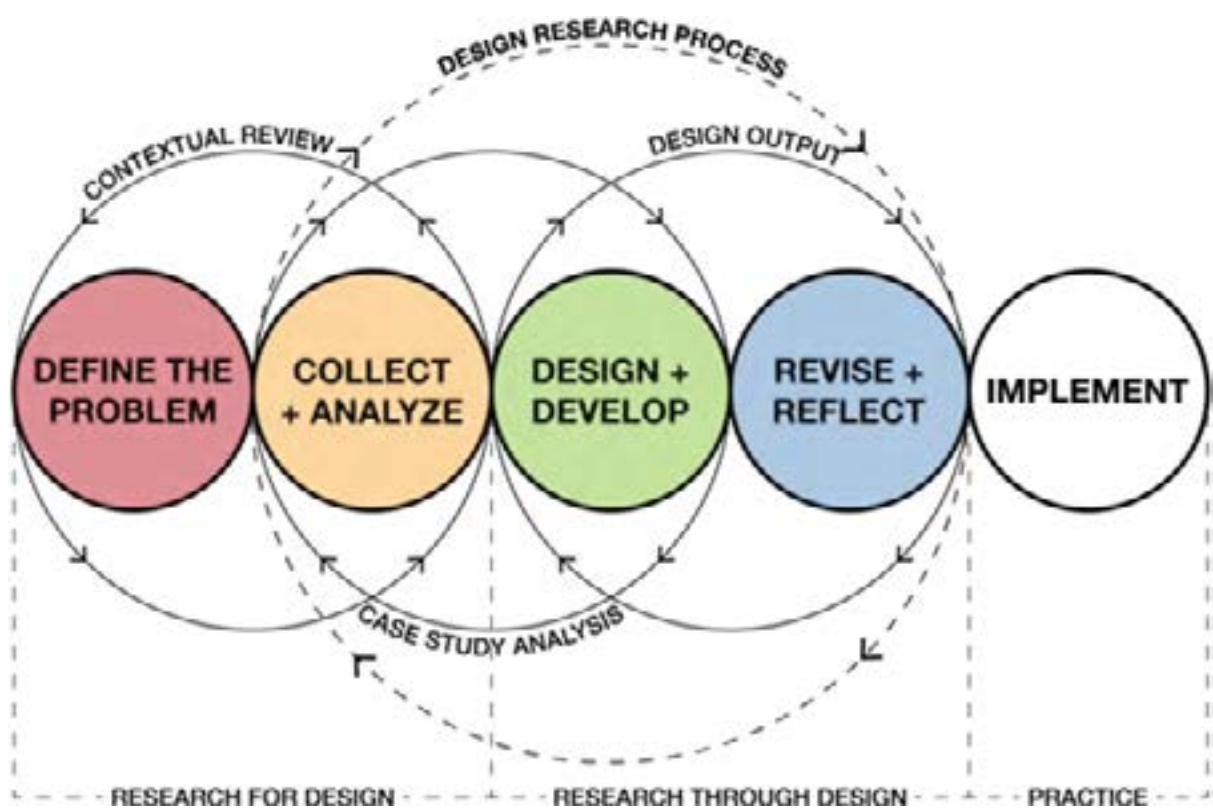 DESIGN RESEARCH PROCESS
CONTEXTUAL REVIEW
DESIGN OUTPUT
DEFINE THE
PROBLEM
COLLECT
+ ANALYZE
DESIGN +
DEVELOP
REVISE +
REFLECT
IMPLEMENT
CASE STUDY ANALYSIS
RESEARCH FOR DESIGN
RESEARCH THROUGH DESIGN
PRACTICE